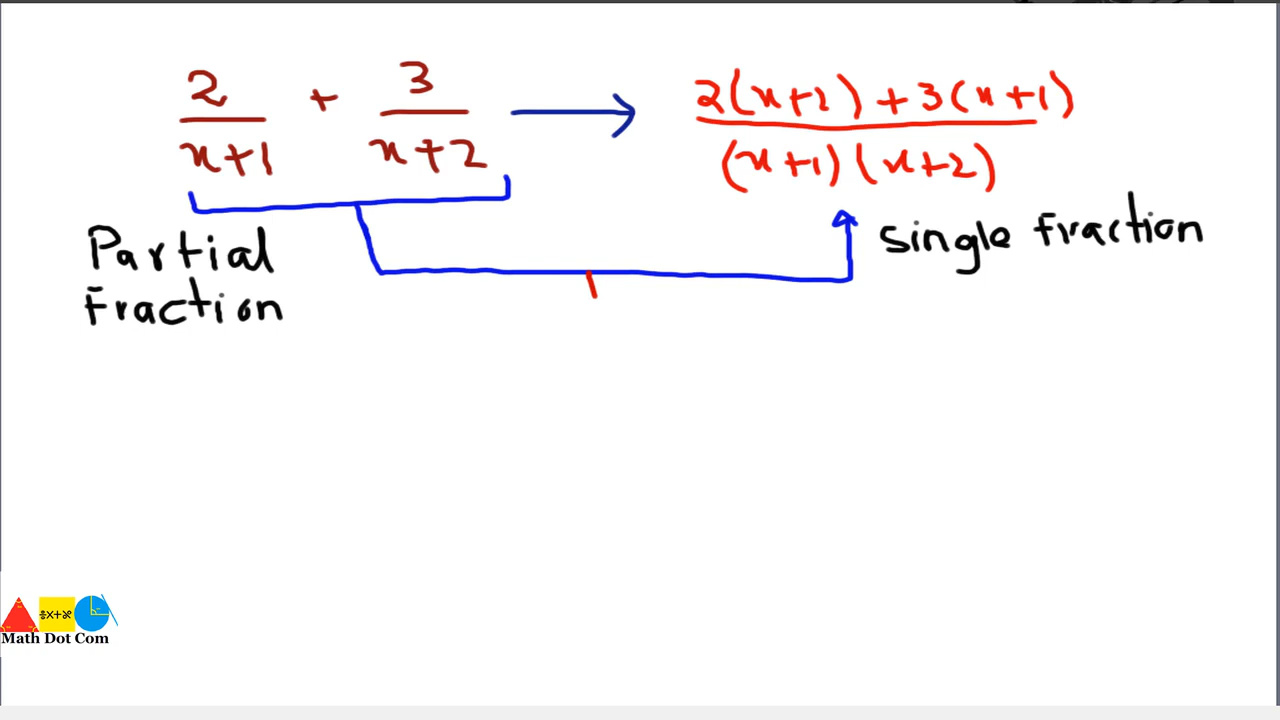 2/(x+1) + 3/(x+2) → (2(x+2) + 3(x+1))/((x+1)(x+2))
Partial
Fraction
single fraction
÷x+
Math Dot Com